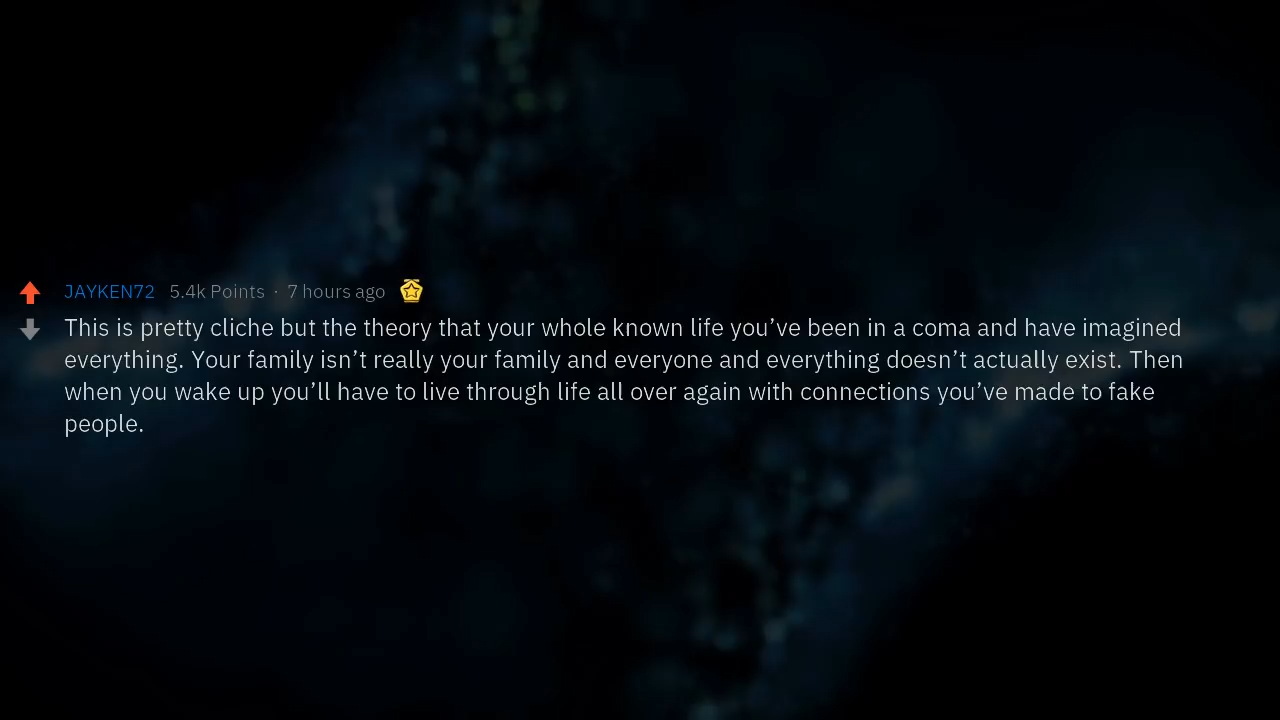 JAYKEN72 5.4k Points · 7 hours ago
This is pretty cliche but the theory that your whole known life you’ve been in a coma and have imagined
everything. Your family isn’t really your family and everyone and everything doesn’t actually exist. Then
when you wake up you’ll have to live through life all over again with connections you’ve made to fake
people.